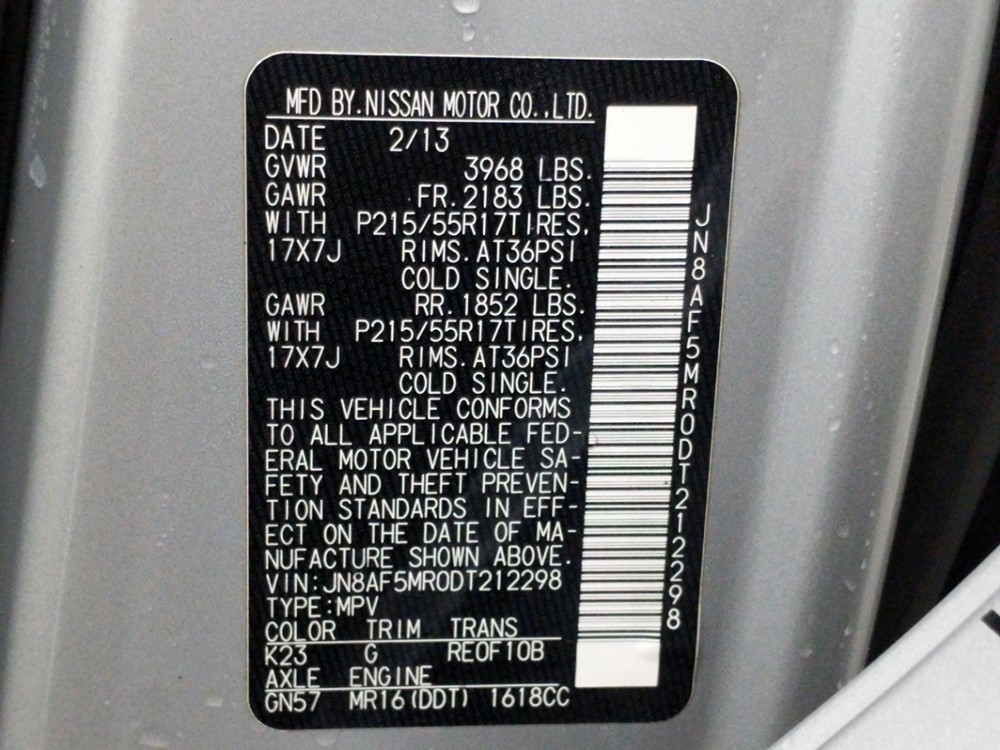 MFD BY.NISSAN MOTOR CO.,LTD.
DATE 2/13
GVWR 3968 LBS.
GAWR FR.2183 LBS.
WITH P215/55R17TIRES,
17X7J RIMS.AT36PSI
COLD SINGLE.
GAWR RR.1852 LBS.
WITH P215/55R17TIRES,
17X7J RIMS.AT36PSI
COLD SINGLE.
THIS VEHICLE CONFORMS
TO ALL APPLICABLE FED-
ERAL MOTOR VEHICLE SA-
FETY AND THEFT PREVEN-
TION STANDARDS IN EFF-
ECT ON THE DATE OF MA-
NUFACTURE SHOWN ABOVE.
VIN:JN8AF5MR0DT212298
TYPE:MPV
COLOR TRIM TRANS
K23 G RE0F10B
AXLE ENGINE
GN57 MR16(DDT) 1618CC
JN8AF5MR0DT212298